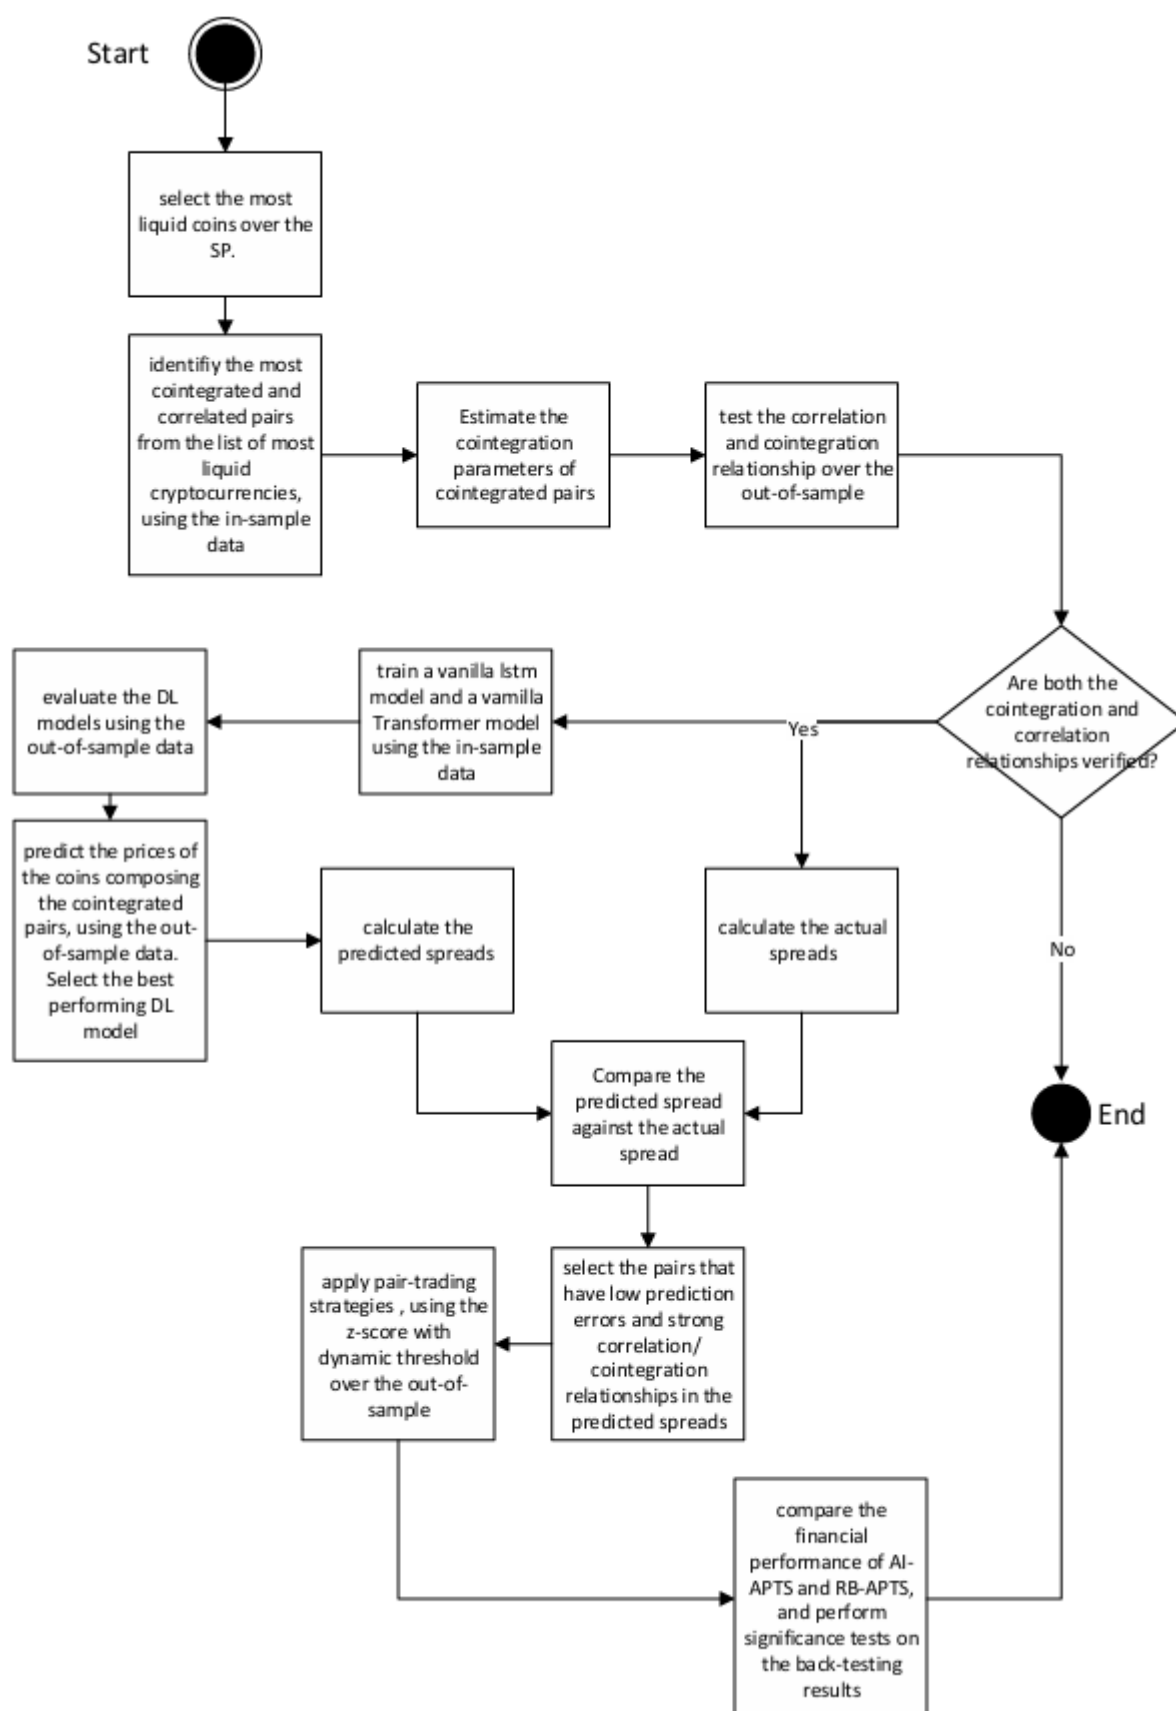 Start
select the most
liquid coins over the
SP.
identifiy the most
cointegrated and
correlated pairs
from the list of most
liquid
cryptocurrencies,
using the in-sample
data
Estimate the
cointegration
parameters of
cointegrated pairs
test the correlation
and cointegration
relationship over the
out-of-sample
Are both the
cointegration and
correlation
relationships verified?
Yes
No
train a vanilla lstm
model and a vamilla
Transformer model
using the in-sample
data
evaluate the DL
models using the
out-of-sample data
predict the prices of
the coins composing
the cointegrated
pairs, using the out-
of-sample data.
Select the best
performing DL
model
calculate the
predicted spreads
calculate the actual
spreads
Compare the
predicted spread
against the actual
spread
End
select the pairs that
have low prediction
errors and strong
correlation/
cointegration
relationships in the
predicted spreads
apply pair-trading
strategies , using the
z-score with
dynamic threshold
over the out-of-
sample
compare the
financial
performance of AI-
APTS and RB-APTS,
and perform
significance tests on
the back-testing
results